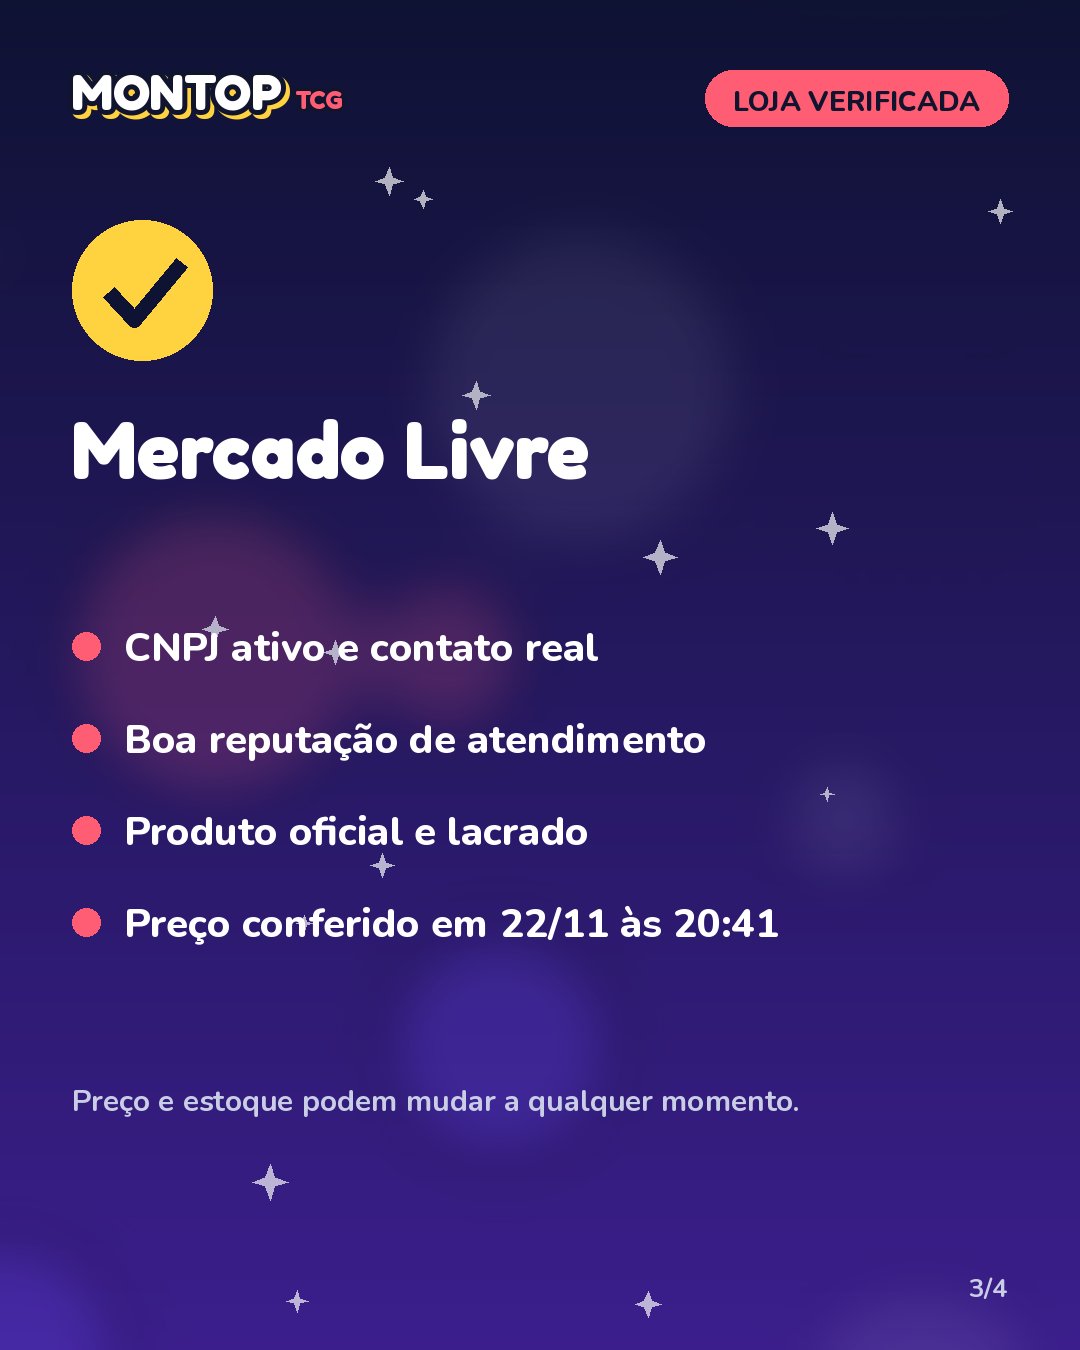 MONTOP TCG
LOJA VERIFICADA
Mercado Livre
CNPJ ativo e contato real
Boa reputação de atendimento
Produto oficial e lacrado
Preço conferido em 22/11 às 20:41
Preço e estoque podem mudar a qualquer momento.
3/4